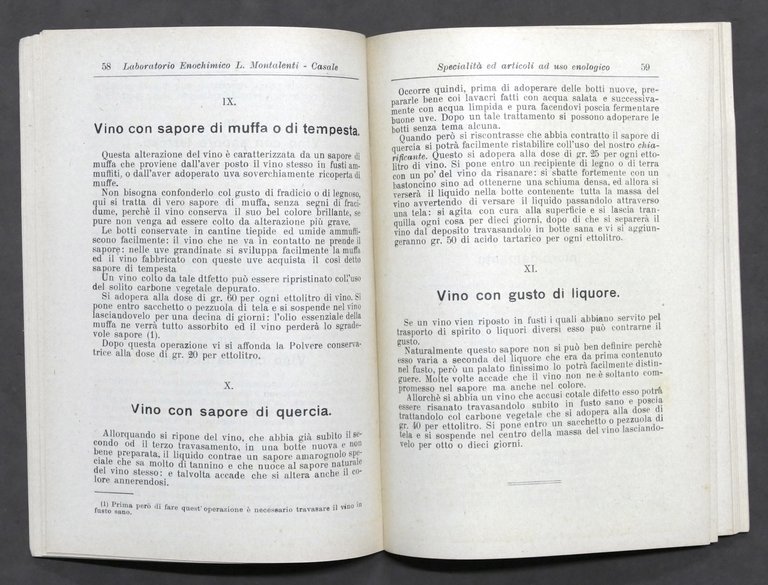 58 Laboratorio Enochimico L. Montalenti - Casale
IX.
Vino con sapore di muffa o di tempesta.
Questa alterazione del vino è caratterizzata da un sapore di
muffa che proviene dall'aver posto il vino stesso in fusti am-
muffiti, o dall'aver adoperato uva soverchiamente ricoperta di
muffe.
Non bisogna confonderlo col gusto di fradicio o di legnoso,
qui si tratta di vero sapore di muffa, senza segni di fraci-
dume, perchè il vino conserva il suo bel colore brillante, se
pure non venga ad essere colto da alterazione più grave.
Le botti conservate in cantine tiepide ed umide ammuffi-
scono facilmente: il vino che ne va in contatto ne prende il
sapore: nelle uve grandinate si sviluppa facilmente la muffa
ed il vino fabbricato con queste uve acquista il così detto
sapore di tempesta
Un vino colto da tale dtfetto può essere ripristinato coll'uso
del solito carbone vegetale depurato.
Si adopera alla dose di gr. 60 per ogni ettolitro di vino. Si
pone entro sacchetto o pezzuola di tela e si sospende nel vino
lasciandovelo per una decina di giorni: l'olio essenziale della
muffa ne verrà tutto assorbito ed il vino perderà lo sgrade-
vole sapore (1).
Dopo questa operazione vi si affonda la Polvere conserva-
trice alla dose di gr. 20 per ettolitro.
X.
Vino con sapore di quercia.
Allorquando si ripone del vino, che abbia già subìto il se-
condo od il terzo travasamento, in una botte nuova e non
bene preparata, il liquido contrae un sapore amarognolo spe-
ciale che sa molto di tannino e che nuoce al sapore naturale
del vino stesso: e talvolta accade che si altera anche il co-
lore annerendosi.
(1) Prima però di fare quest'operazione è necessario travasare il vino in
fusto sano.
Specialità ed articoli ad uso enologico 59
Occorre quindi, prima di adoperare delle botti nuove, pre-
pararle bene coi lavacri fatti con acqua salata e successiva-
mente con acqua limpida e pura facendovi poscia fermentare
buone uve. Dopo un tale trattamento si possono adoperare le
botti senza tema alcuna.
Quando però si riscontrasse che abbia contratto il sapore di
quercia si potrà facilmente ristabilire coll'uso del nostro chia-
rificante. Questo si adopera alla dose di gr. 25 per ogni etto-
litro di vino. Si pone entro un recipiente di legno o di terra
con un po' del vino da risanare: si sbatte fortemente con un
bastoncino sino ad ottenerne una schiuma densa, ed allora si
verserà il liquido nella botte contenente tutta la massa del
vino avvertendo di versare il liquido passandolo attraverso
una tela: si agita con cura alla superficie e si lascia tran-
quilla ogni cosa per dieci giorni, dopo di che si separerà il
vino dal deposito travasandolo in botte sana e vi si aggiun-
geranno gr. 50 di acido tartarico per ogni ettolitro.
XI.
Vino con gusto di liquore.
Se un vino vien riposto in fusti i quali abbiano servito pel
trasporto di spirito o liquori diversi esso può contrarne il
gusto.
Naturalmente questo sapore non si può ben definire perchè
esso varia a seconda del liquore che era da prima contenuto
nel fusto, però un palato finissimo lo potrà facilmente distin-
guere. Molte volte accade che il vino non ne è soltanto com-
promesso nel sapore ma anche nel colore.
Allorchè si abbia un vino che accusi cotale difetto esso potrà
essere risanato travasandolo subito in fusto sano e poscia
trattandolo col carbone vegetale che si adopera alla dose di
gr. 40 per ettolitro. Si pone entro un sacchetto o pezzuola di
tela e si sospende nel centro della massa del vino lasciando-
velo per otto o dieci giorni.